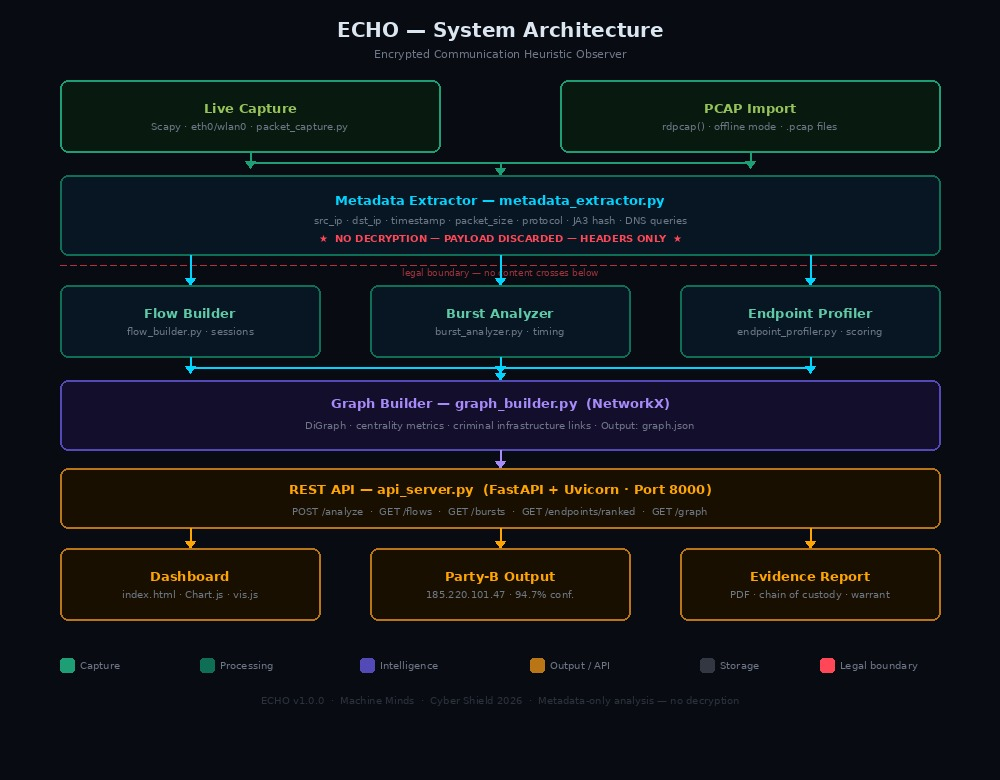 ECHO — System Architecture
Encrypted Communication Heuristic Observer
Live Capture
Scapy · eth0/wlan0 · packet_capture.py
PCAP Import
rdpcap() · offline mode · .pcap files
Metadata Extractor — metadata_extractor.py
src_ip · dst_ip · timestamp · packet_size · protocol · JA3 hash · DNS queries
★ NO DECRYPTION — PAYLOAD DISCARDED — HEADERS ONLY ★
legal boundary — no content crosses below
Flow Builder
flow_builder.py · sessions
Burst Analyzer
burst_analyzer.py · timing
Endpoint Profiler
endpoint_profiler.py · scoring
Graph Builder — graph_builder.py (NetworkX)
DiGraph · centrality metrics · criminal infrastructure links · Output: graph.json
REST API — api_server.py (FastAPI + Uvicorn · Port 8000)
POST /analyze · GET /flows · GET /bursts · GET /endpoints/ranked · GET /graph
Dashboard
index.html · Chart.js · vis.js
Party-B Output
185.220.101.47 · 94.7% conf.
Evidence Report
PDF · chain of custody · warrant
Capture
Processing
Intelligence
Output / API
Storage
Legal boundary
ECHO v1.0.0 · Machine Minds · Cyber Shield 2026 · Metadata-only analysis — no decryption